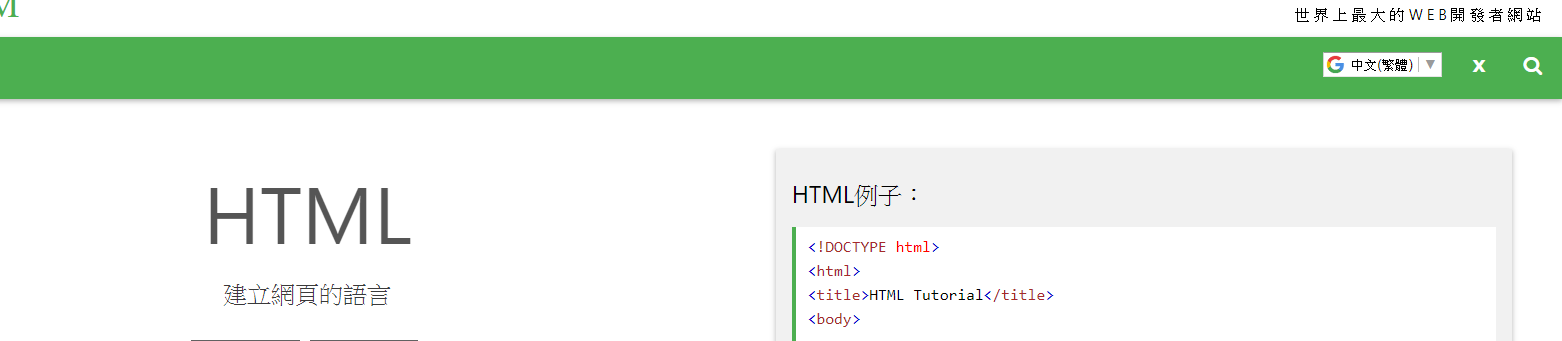 世界上最大的WEB開發者網站
中文(繁體) ▼
x
HTML
建立網頁的語言
HTML例子：
<!DOCTYPE html>
<html>
<title>HTML Tutorial</title>
<body>